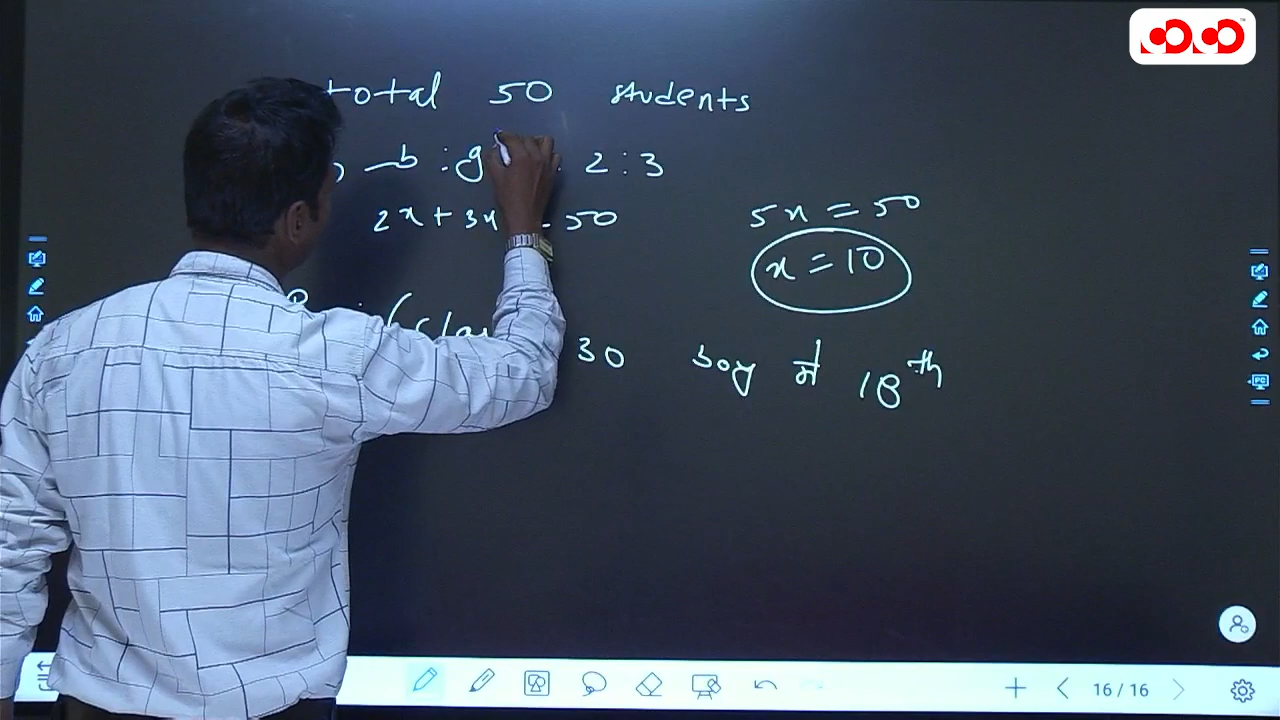 total 50 students
b : g 2 : 3
2x + 3x = 50
5x = 50
x = 10
30 boy में 18th
16 / 16